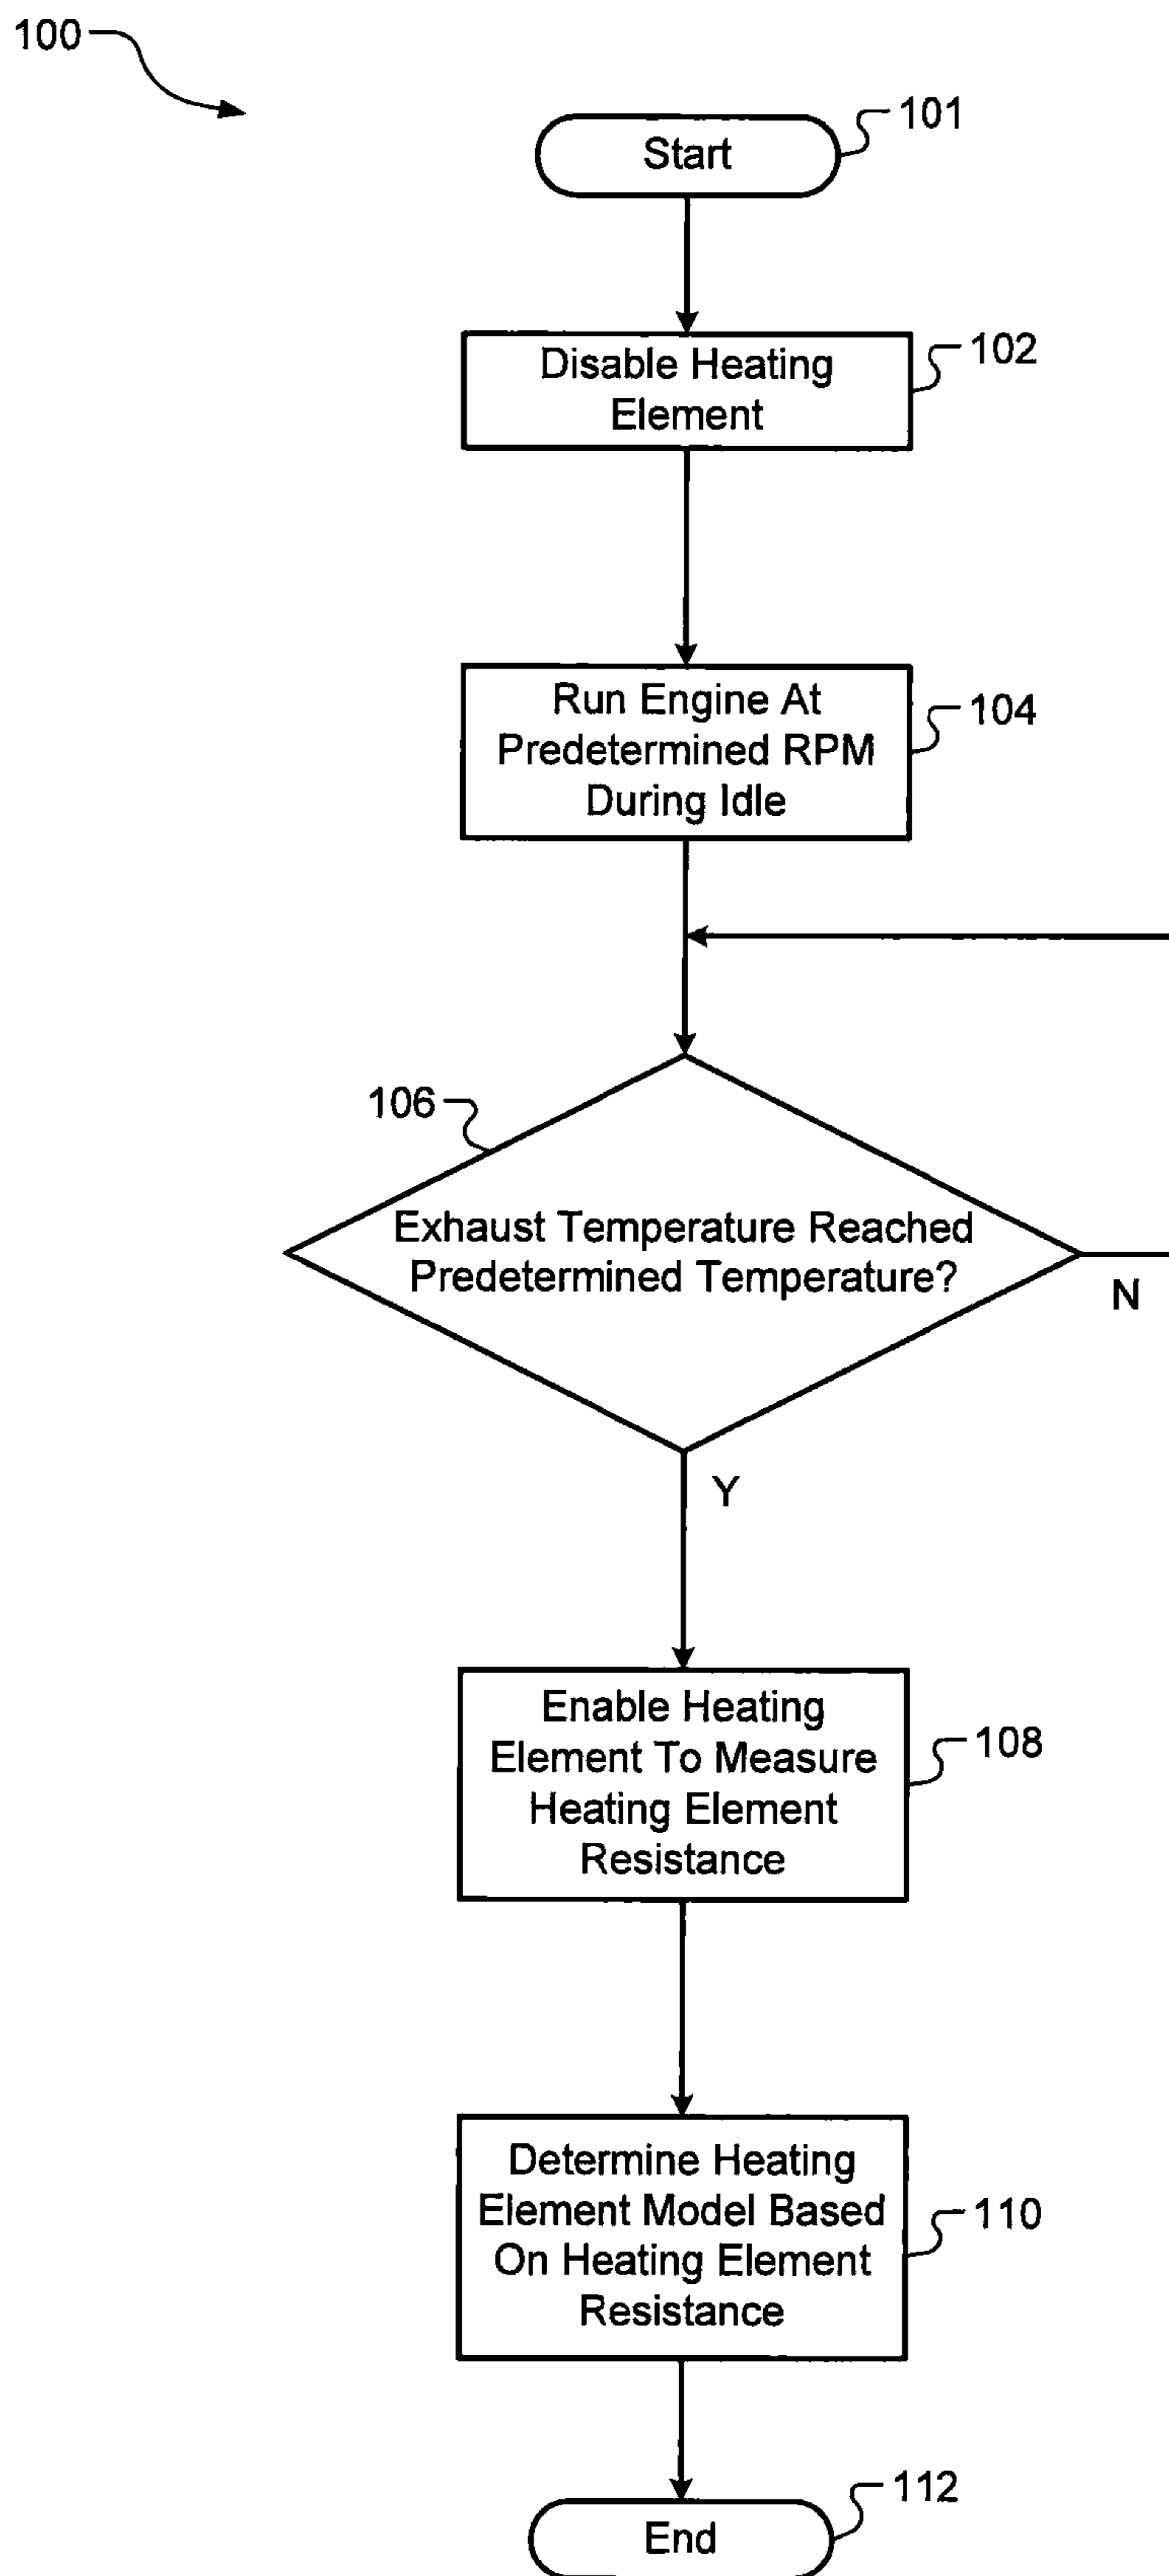 100
Start
101
Disable Heating
Element
102
Run Engine At
Predetermined RPM
During Idle
104
106
Exhaust Temperature Reached
Predetermined Temperature?
N
Y
Enable Heating
Element To Measure
Heating Element
Resistance
108
Determine Heating
Element Model Based
On Heating Element
Resistance
110
End
112